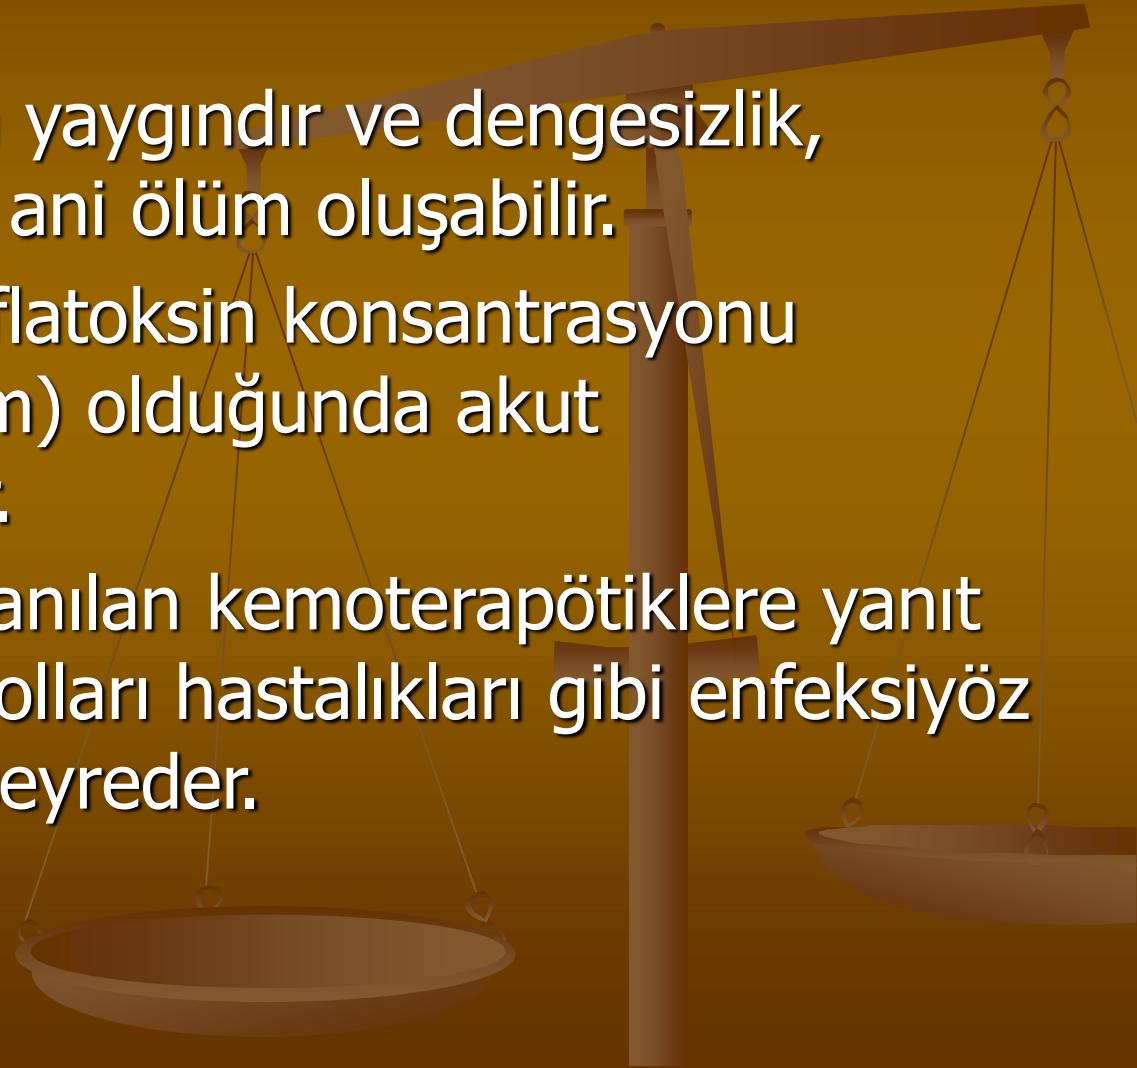 yaygındır ve dengesizlik,
ani ölüm oluşabilir.
flatoksin konsantrasyonu
m) olduğunda akut
.
anılan kemoterapötiklere yanıt
olları hastalıkları gibi enfeksiyöz
eyreder.